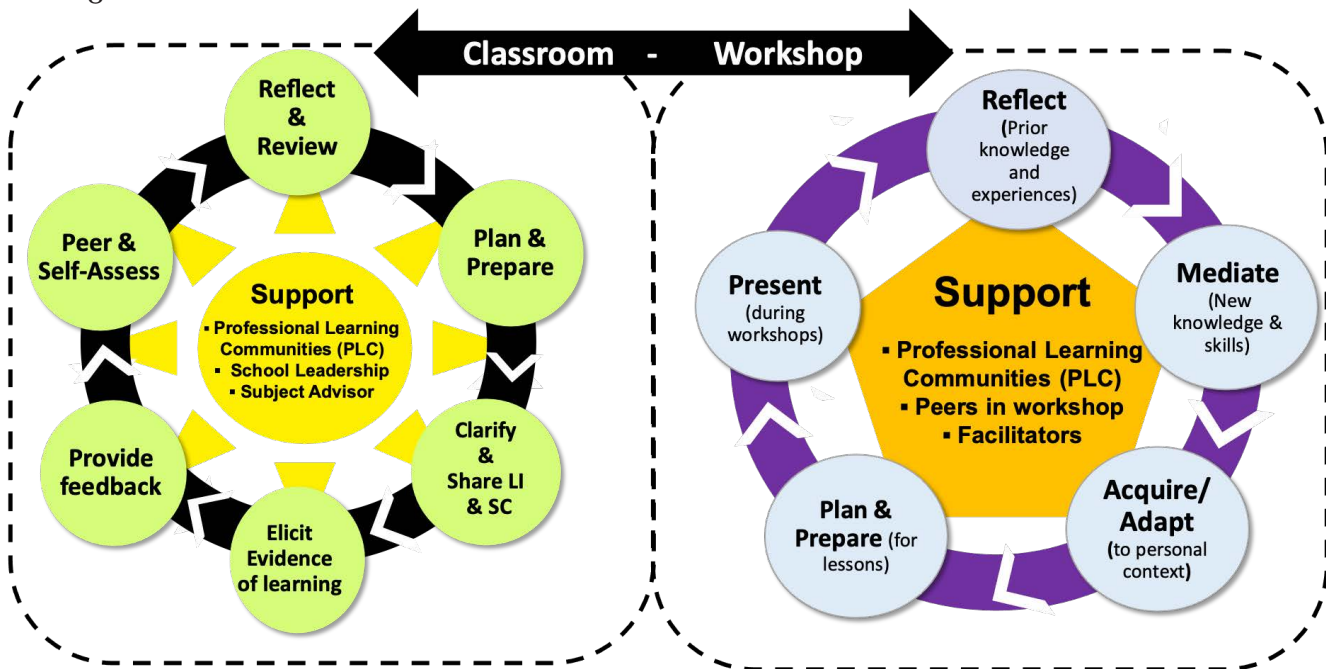 Classroom - Workshop
Reflect
&
Review
Plan &
Prepare
Clarify
&
Share LI
& SC
Elicit
Evidence
of learning
Provide
feedback
Peer &
Self-Assess
Support
▪ Professional Learning
Communities (PLC)
▪ School Leadership
▪ Subject Advisor
Reflect
(Prior
knowledge
and
experiences)
Mediate
(New
knowledge &
skills)
Acquire/
Adapt
(to personal
context)
Plan &
Prepare (for
lessons)
Present
(during
workshops)
Support
▪ Professional Learning
Communities (PLC)
▪ Peers in workshop
▪ Facilitators